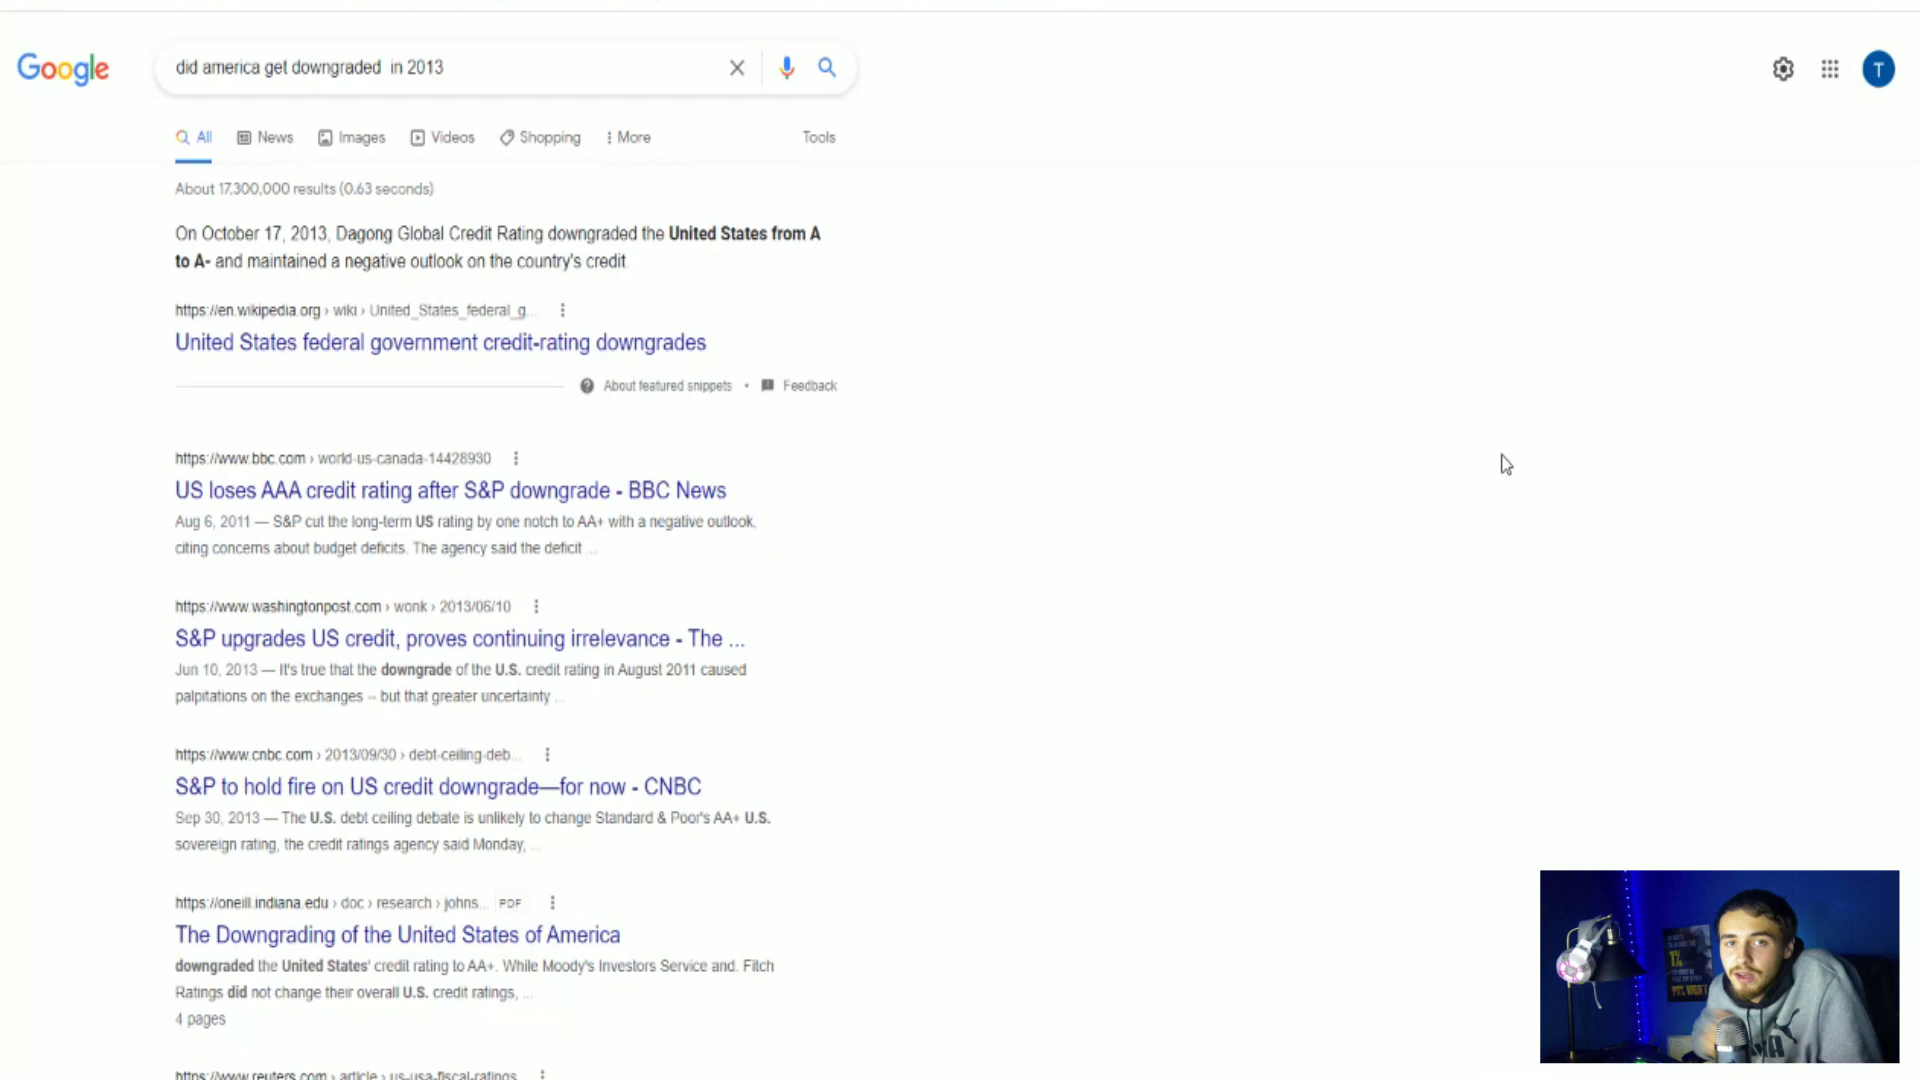 Google
did america get downgraded in 2013
All News Images Videos Shopping More Tools
T
About 17,300,000 results (0.63 seconds)
On October 17, 2013, Dagong Global Credit Rating downgraded the United States from A
to A- and maintained a negative outlook on the country's credit
https://en.wikipedia.org › wiki › United_States_federal_g...
United States federal government credit-rating downgrades
About featured snippets • Feedback
https://www.bbc.com › world-us-canada-14428930
US loses AAA credit rating after S&P downgrade - BBC News
Aug 6, 2011 — S&P cut the long-term US rating by one notch to AA+ with a negative outlook,
citing concerns about budget deficits. The agency said the deficit ...
https://www.washingtonpost.com › wonk › 2013/06/10
S&P upgrades US credit, proves continuing irrelevance - The ...
Jun 10, 2013 — It's true that the downgrade of the U.S. credit rating in August 2011 caused
palpitations on the exchanges -- but that greater uncertainty ...
https://www.cnbc.com › 2013/09/30 › debt-ceiling-deb...
S&P to hold fire on US credit downgrade—for now - CNBC
Sep 30, 2013 — The U.S. debt ceiling debate is unlikely to change Standard & Poor's AA+ U.S.
sovereign rating, the credit ratings agency said Monday, ...
https://oneill.indiana.edu › doc › research › johns... PDF
The Downgrading of the United States of America
downgraded the United States' credit rating to AA+. While Moody's Investors Service and. Fitch
Ratings did not change their overall U.S. credit ratings, ...
4 pages
https://www.reuters.com › article › us-usa-fiscal-ratings
1%
99% WON'T